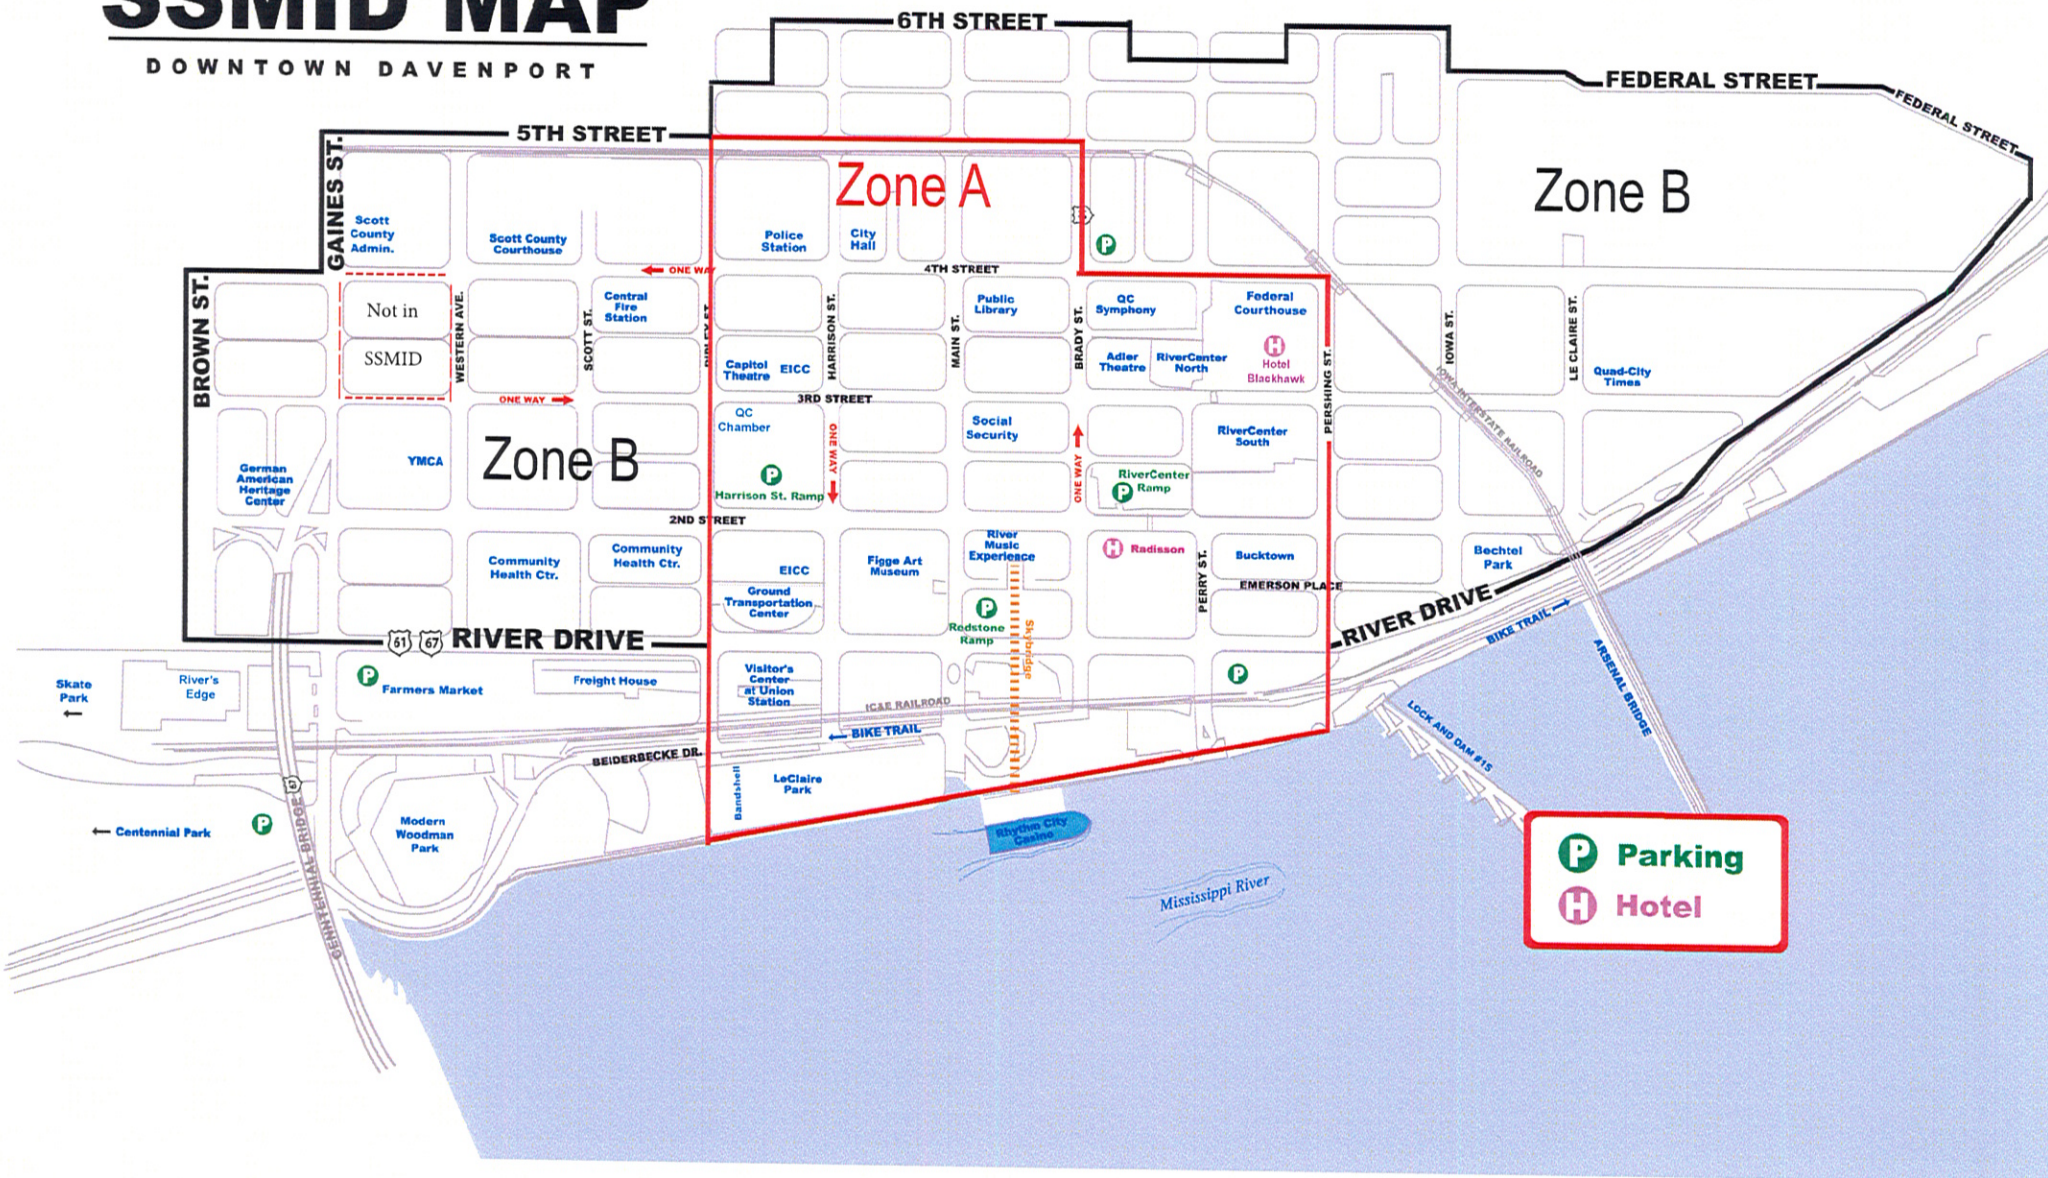 SSMID MAP
DOWNTOWN DAVENPORT
6TH STREET
FEDERAL STREET
FEDERAL STREET
5TH STREET
GAINES ST.
Zone A
Zone B
Scott
County
Admin.
Scott County
Courthouse
Police
Station
City
Hall
P
ONE WAY
4TH STREET
BROWN ST.
Not in
SSMID
WESTERN AVE.
SCOTT ST.
Central
Fire
Station
HARRISON ST.
MAIN ST.
Public
Library
BRADY ST.
QC
Symphony
Federal
Courthouse
H
Hotel
Blackhawk
PERSHING ST.
IOWA ST.
LE CLAIRE ST.
Capitol
Theatre
EICC
Adler
Theatre
RiverCenter
North
Quad-City
Times
IOWA INTERSTATE RAILROAD
ONE WAY
3RD STREET
QC
Chamber
ONE WAY
Social
Security
ONE WAY
RiverCenter
South
German
American
Heritage
Center
YMCA
Zone B
P
Harrison St. Ramp
RiverCenter
P Ramp
2ND STREET
Community
Health Ctr.
Community
Health Ctr.
EICC
Figge Art
Museum
River
Music
Experience
H Radisson
PERRY ST.
Bucktown
Bechtel
Park
EMERSON PLACE
Ground
Transportation
Center
P
Redstone
Ramp
Skybridge
61 67 RIVER DRIVE
RIVER DRIVE
BIKE TRAIL
ARSENAL BRIDGE
Skate
Park
River's
Edge
P
Farmers Market
Freight House
Visitor's
Center
at Union
Station
P
IC&E RAILROAD
BIKE TRAIL
LOCK AND DAM #15
BEIDERBECKE DR.
Bandshell
LeClaire
Park
67
Centennial Park
P
CENTENNIAL BRIDGE
Modern
Woodman
Park
Rhythm City
Casino
Mississippi River
P Parking
H Hotel